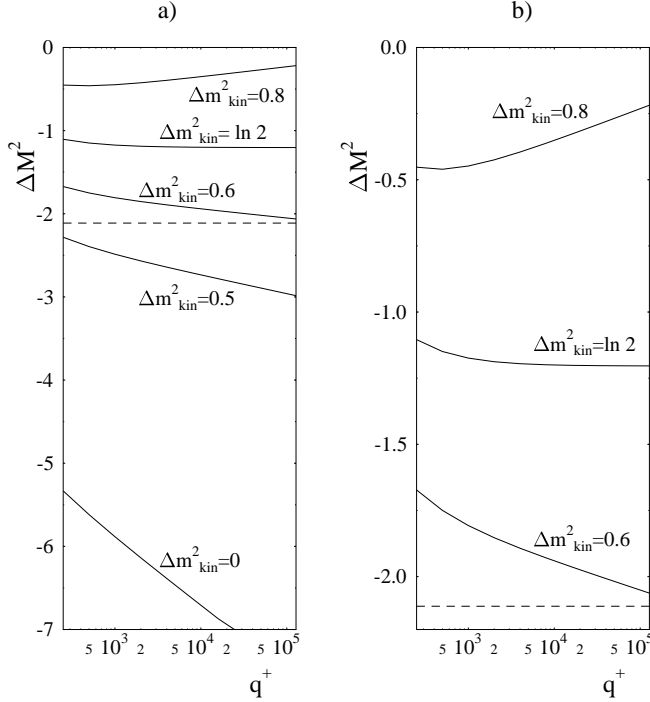 a)
0
-1
-2
-3
-4
-5
-6
-7
ΔM²
Δm²kin=0.8
Δm²kin= ln 2
Δm²kin=0.6
Δm²kin=0.5
Δm²kin=0
5 10³ 2 5 10⁴ 2 5 10⁵
q⁺
b)
0.0
-0.5
-1.0
-1.5
-2.0
ΔM²
Δm²kin=0.8
Δm²kin=ln 2
Δm²kin=0.6
5 10³ 2 5 10⁴ 2 5 10⁵
q⁺